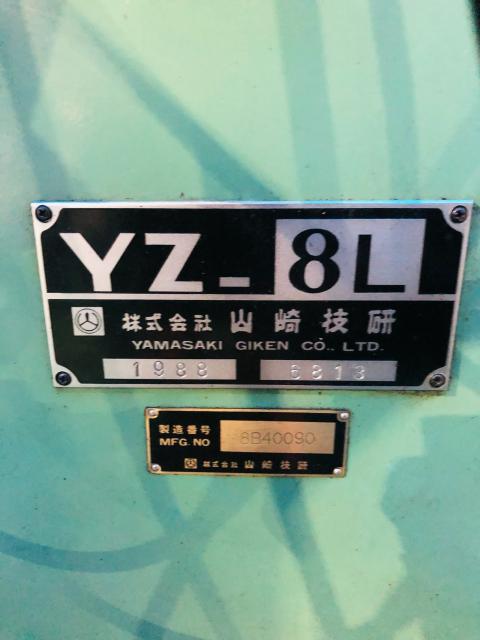 YZ-8L
株式会社 山崎技研
YAMASAKI GIKEN CO., LTD.
1988 6813
製造番号
MFG. NO 8B40090
株式会社 山崎技研